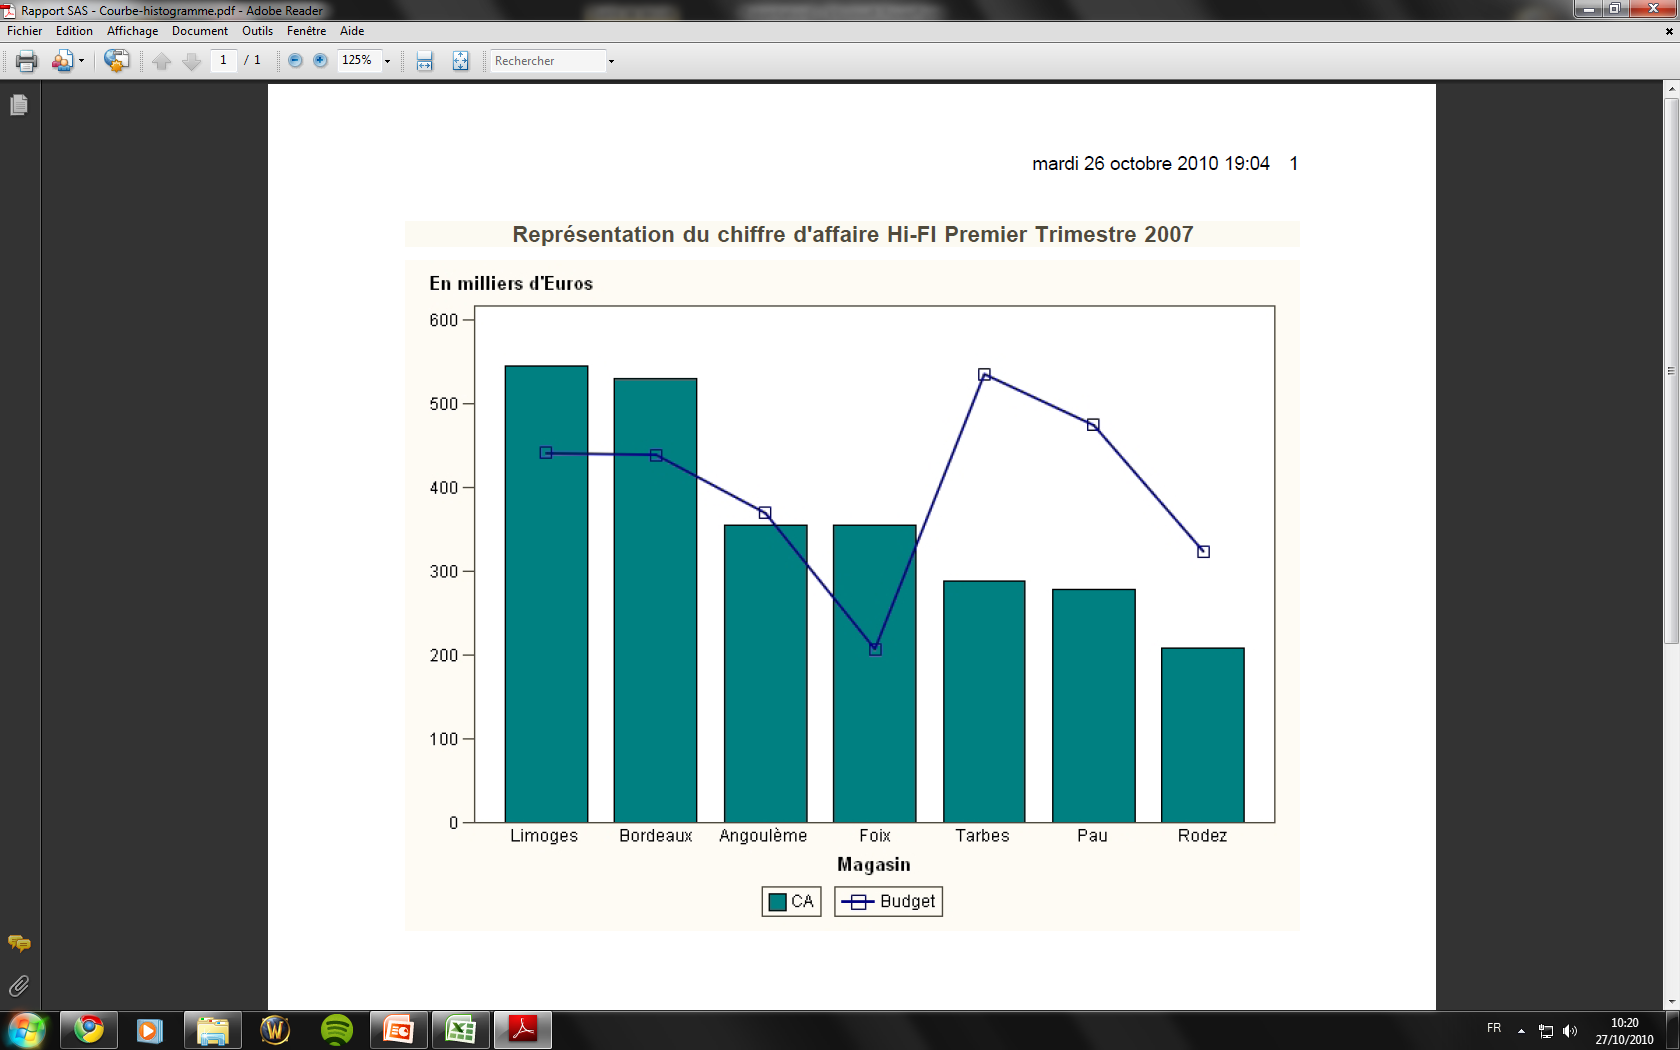 Rapport SAS - Courbe-histogramme.pdf - Adobe Reader
Fichier Edition Affichage Document Outils Fenêtre Aide
1 / 1 125% Rechercher
mardi 26 octobre 2010 19:04 1
Représentation du chiffre d'affaire Hi-FI Premier Trimestre 2007
En milliers d'Euros
600
500
400
300
200
100
0
Limoges Bordeaux Angoulème Foix Tarbes Pau Rodez
Magasin
CA Budget
FR 10:20
27/10/2010